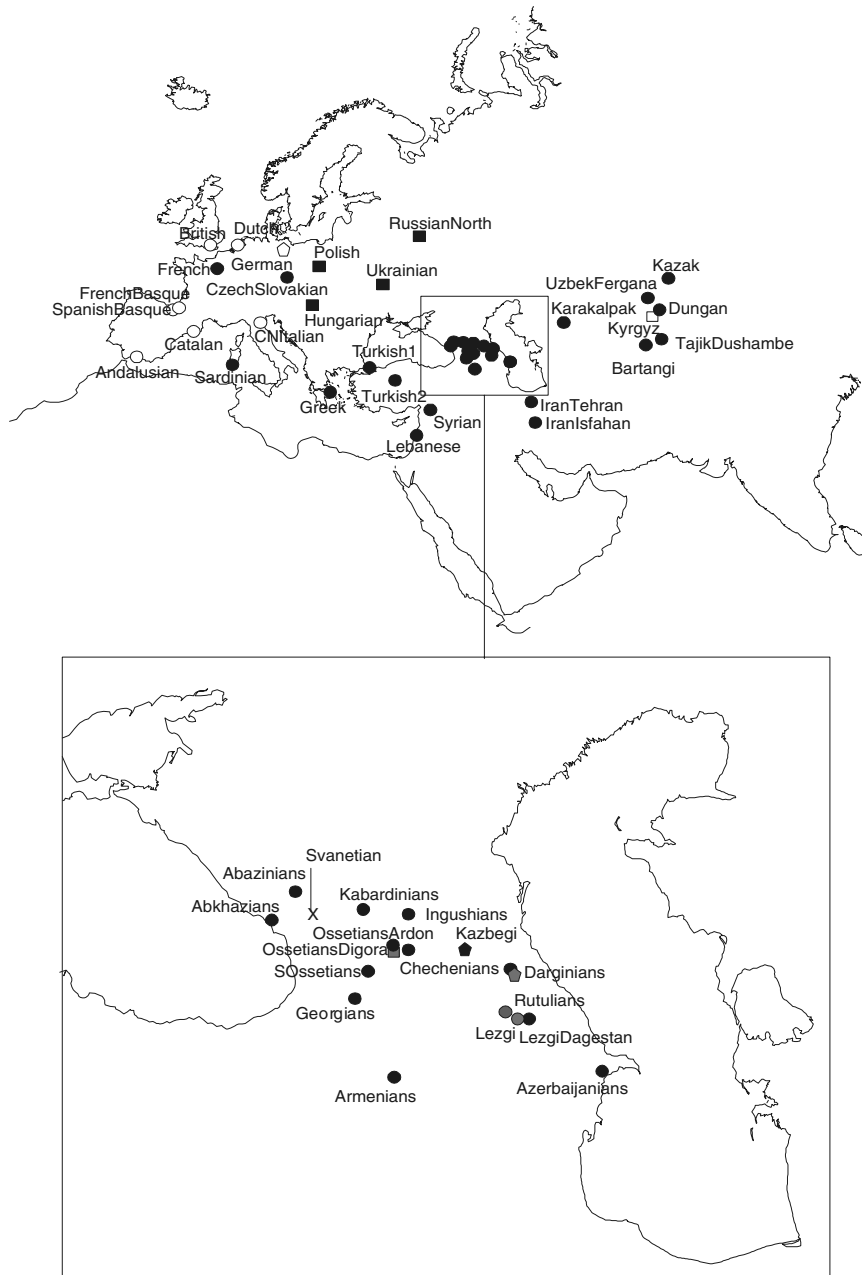 RussianNorth
British
Dutch
Polish
French
German
Ukrainian
Kazak
UzbekFergana
CzechSlovakian
FrenchBasque
SpanishBasque
Hungarian
Karakalpak
Dungan
Kyrgyz
Catalan
CNItalian
TajikDushambe
Andalusian
Turkish1
Bartangi
Sardinian
Turkish2
Greek
IranTehran
Syrian
IranIsfahan
Lebanese
Svanetian
Abazinians
Kabardinians
Abkhazians
Ingushians
OssetiansArdon
Kazbegi
OssetiansDigora
SOssetians
Chechenians
Darginians
Georgians
Rutulians
Lezgi
LezgiDagestan
Armenians
Azerbaijanians
X